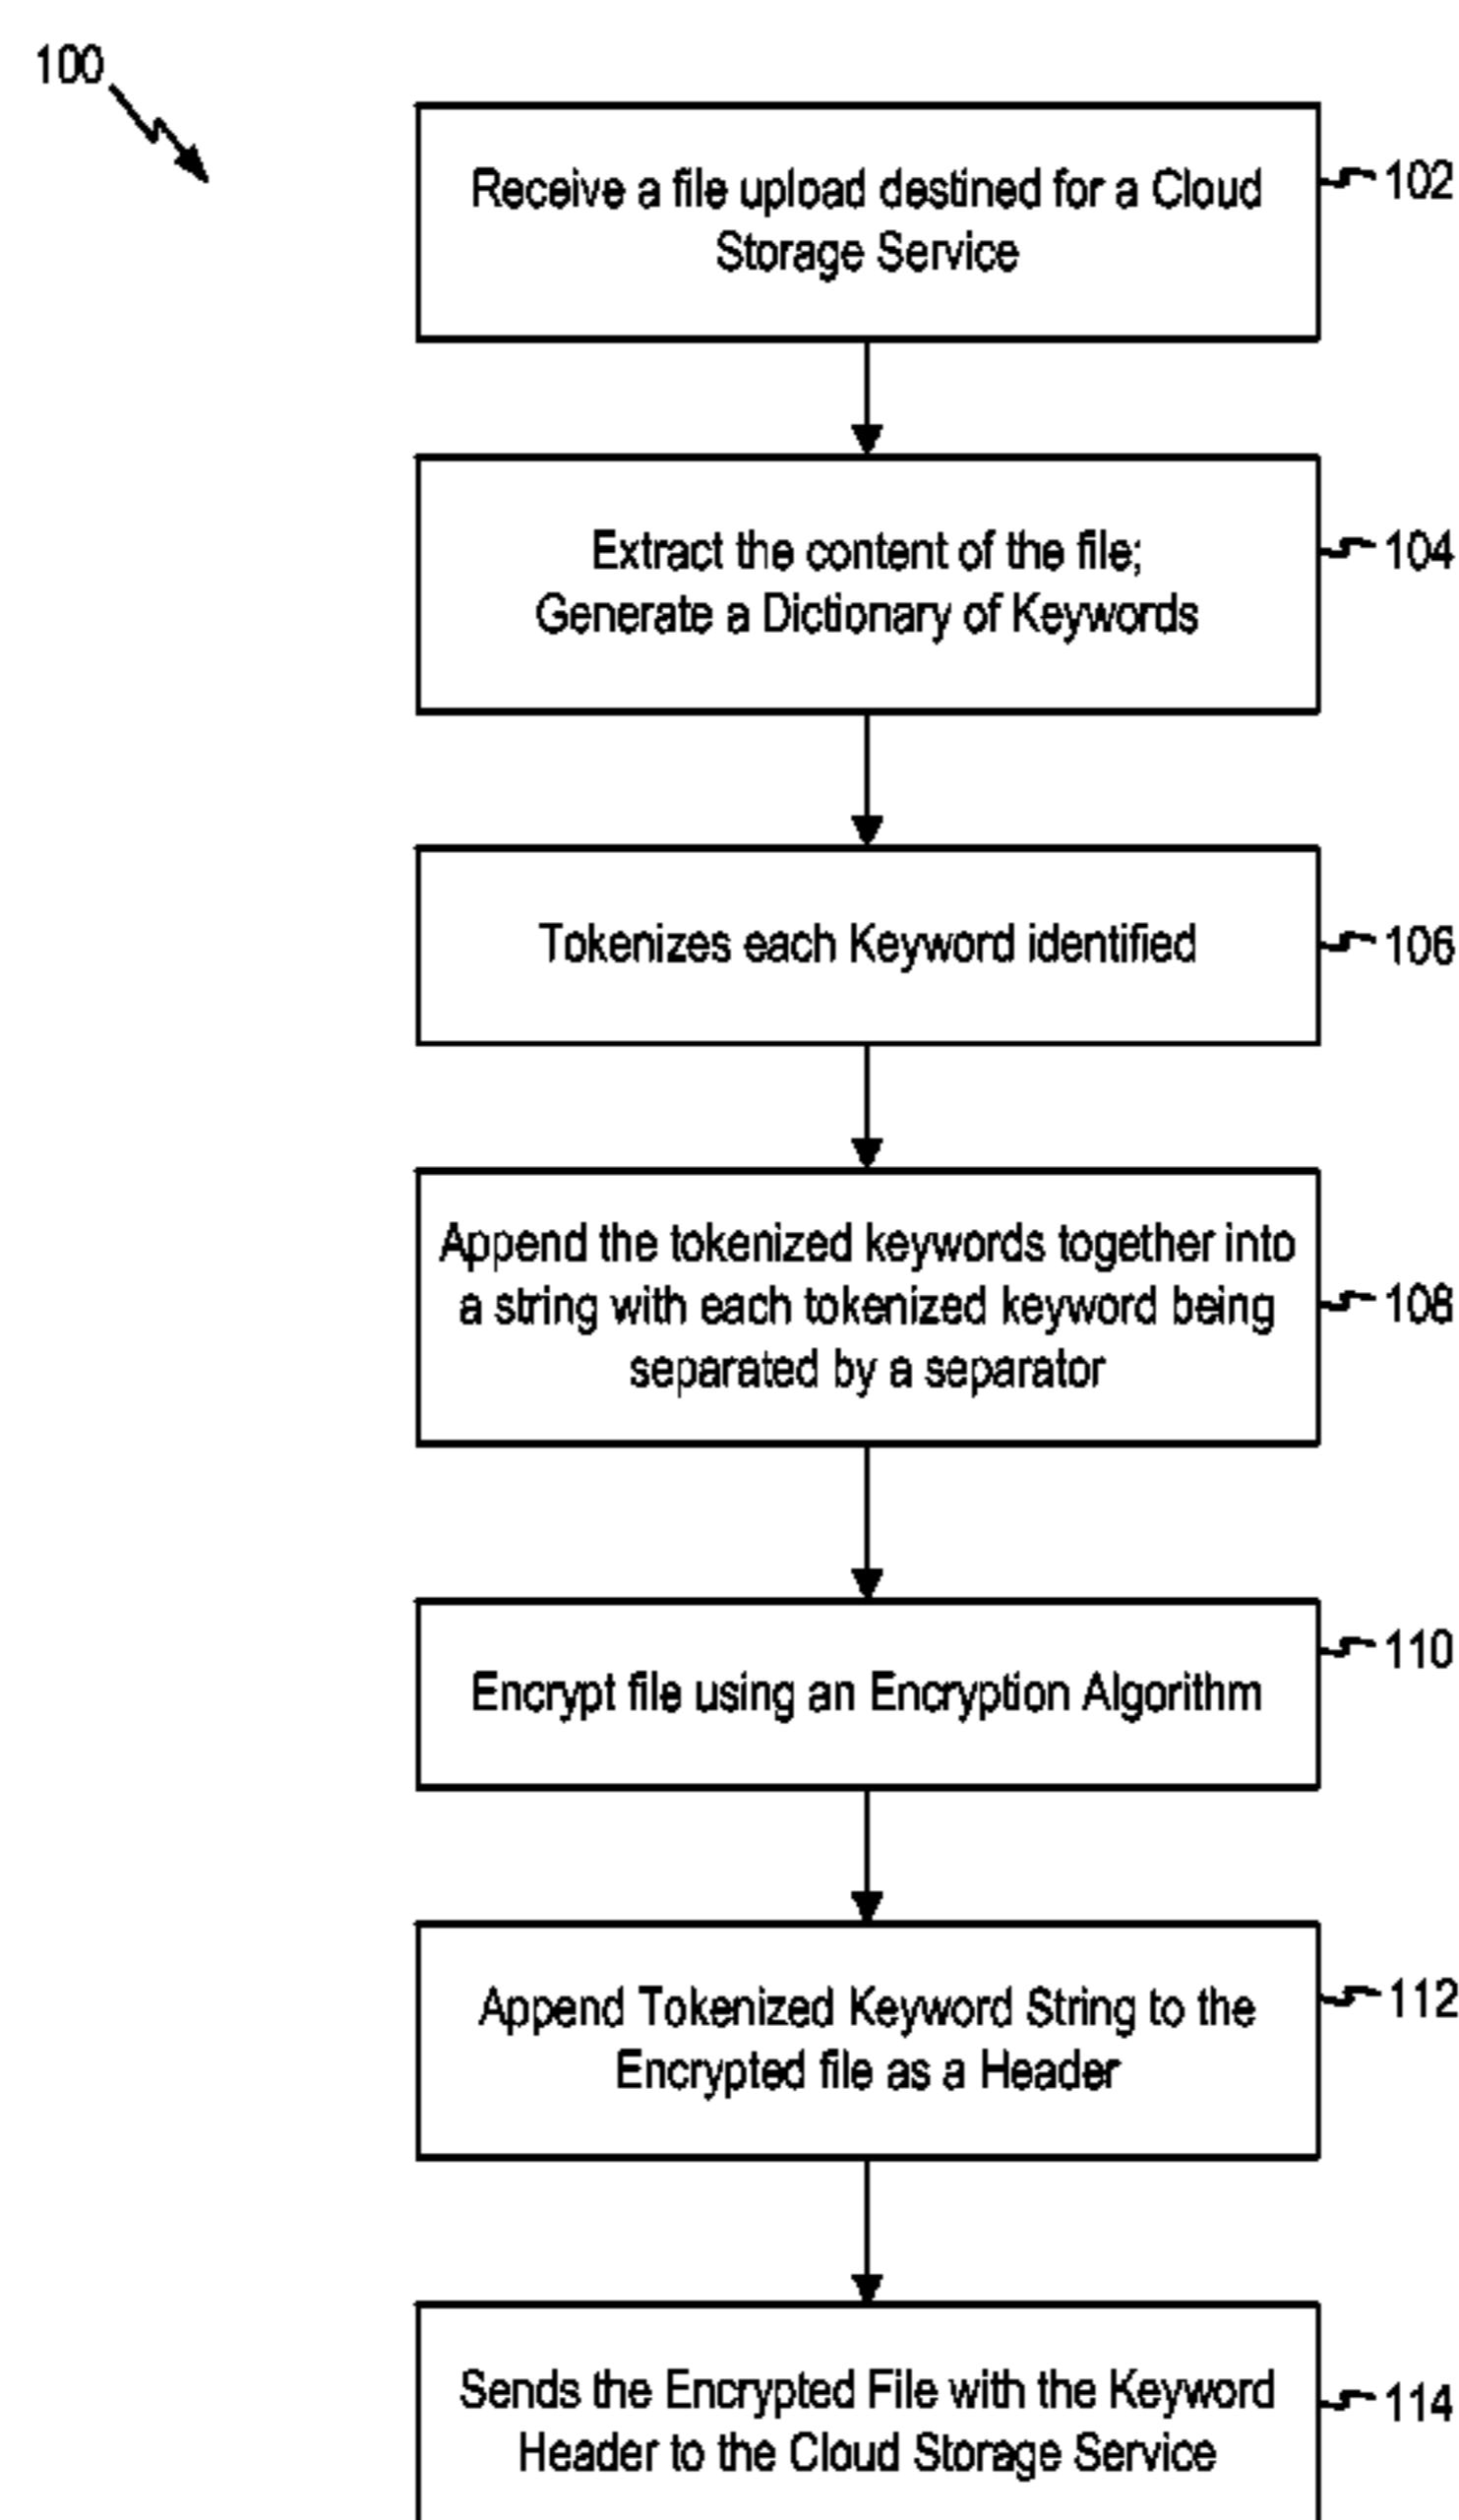 100
Receive a file upload destined for a Cloud
Storage Service
102
Extract the content of the file;
Generate a Dictionary of Keywords
104
Tokenizes each Keyword identified
106
Append the tokenized keywords together into
a string with each tokenized keyword being
separated by a separator
108
Encrypt file using an Encryption Algorithm
110
Append Tokenized Keyword String to the
Encrypted file as a Header
112
Sends the Encrypted File with the Keyword
Header to the Cloud Storage Service
114